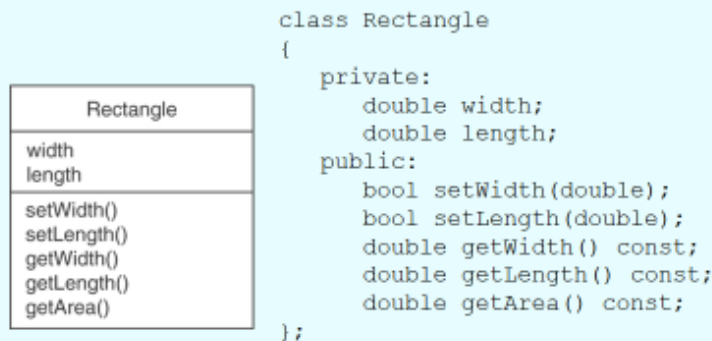 Rectangle
width
length
setWidth()
setLength()
getWidth()
getLength()
getArea()
class Rectangle
{
   private:
      double width;
      double length;
   public:
      bool setWidth(double);
      bool setLength(double);
      double getWidth() const;
      double getLength() const;
      double getArea() const;
};